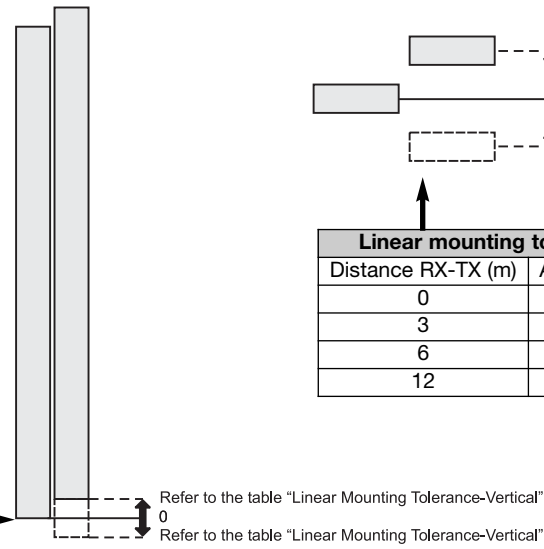 Linear mounting to
Distance RX-TX (m)
0
3
6
12
Refer to the table “Linear Mounting Tolerance-Vertical”
0
Refer to the table “Linear Mounting Tolerance-Vertical”